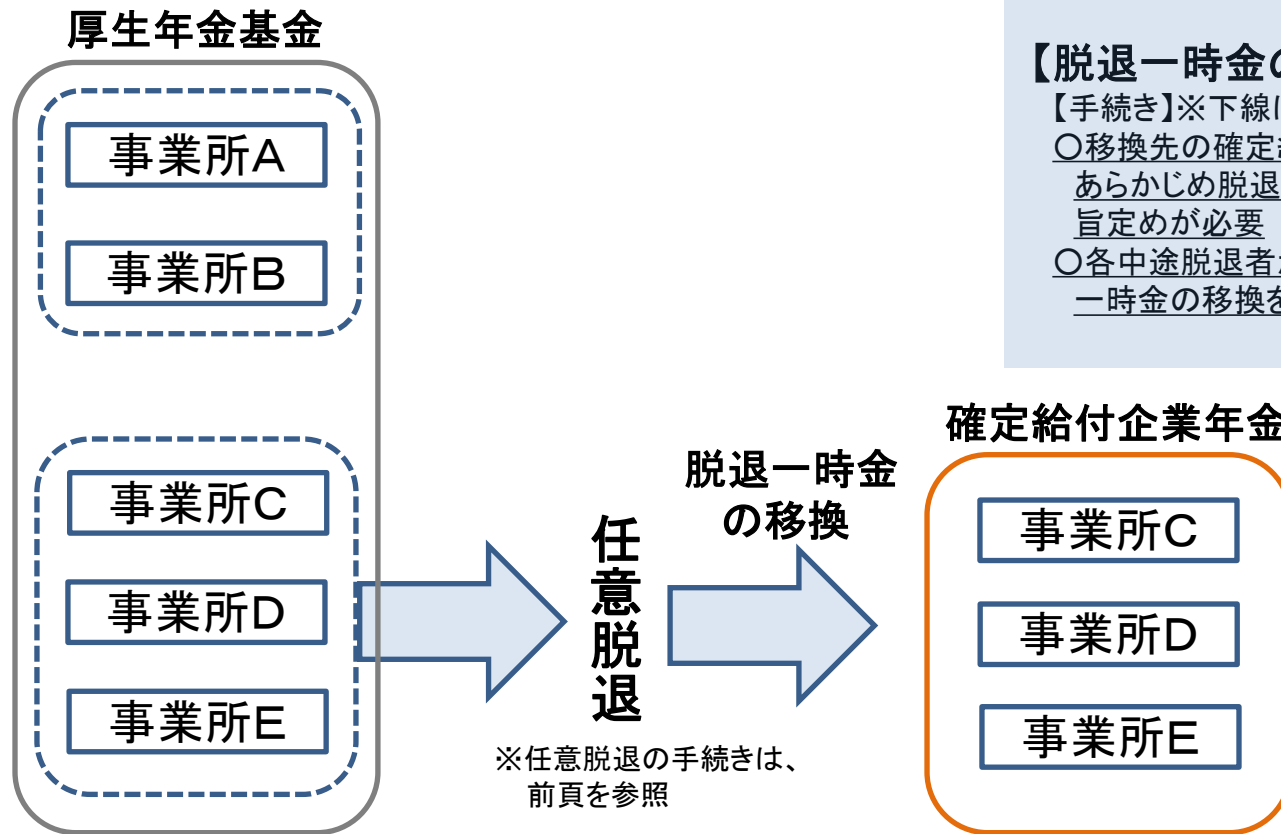 厚生年金基金
事業所A
事業所B
事業所C
事業所D
事業所E
任意脱退
※任意脱退の手続きは、
前頁を参照
脱退一時金
の移換
【脱退一時金の
【手続き】※下線は
〇移換先の確定
あらかじめ脱退
旨定めが必要
〇各中途脱退者
一時金の移換を
確定給付企業年金
事業所C
事業所D
事業所E